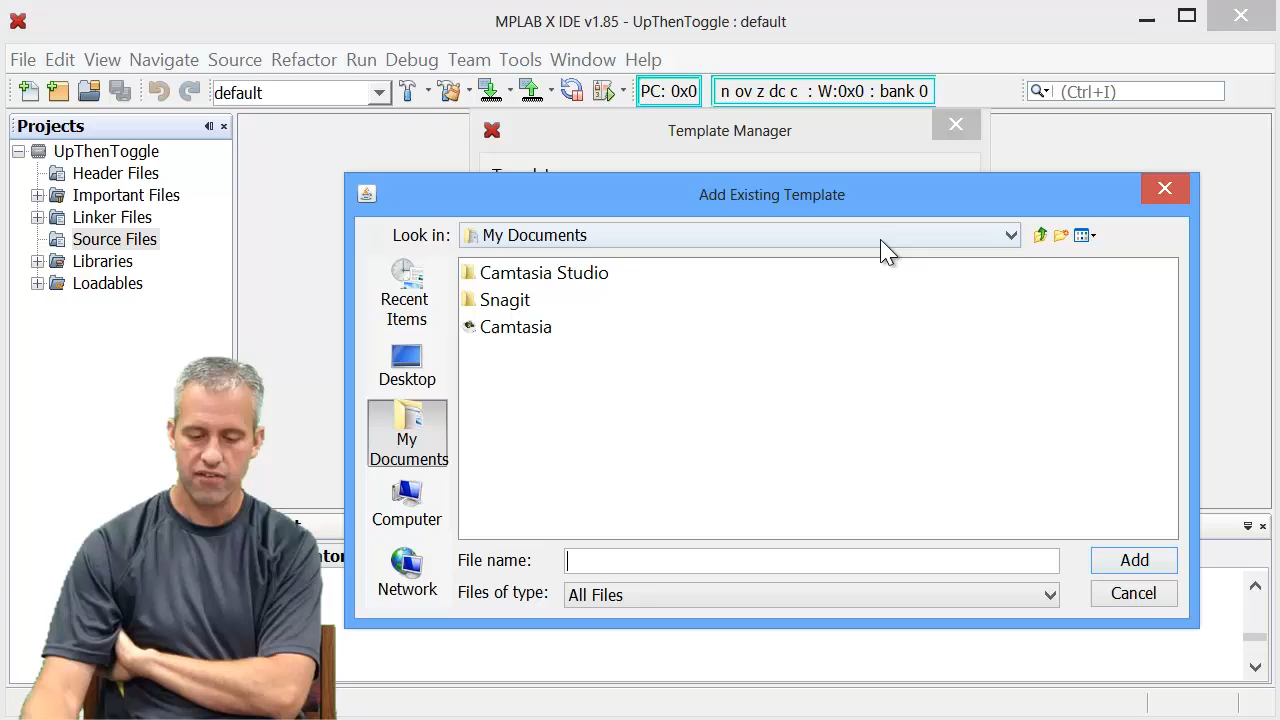 MPLAB X IDE v1.85 - UpThenToggle : default
File Edit View Navigate Source Refactor Run Debug Team Tools Window Help
default
PC: 0x0
n ov z dc c : W:0x0 : bank 0
(Ctrl+I)
Projects
UpThenToggle
Header Files
Important Files
Linker Files
Source Files
Libraries
Loadables
Template Manager
Add Existing Template
Look in:
My Documents
Recent
Items
Desktop
My
Documents
Computer
Network
Camtasia Studio
Snagit
Camtasia
File name:
Add
Files of type:
All Files
Cancel